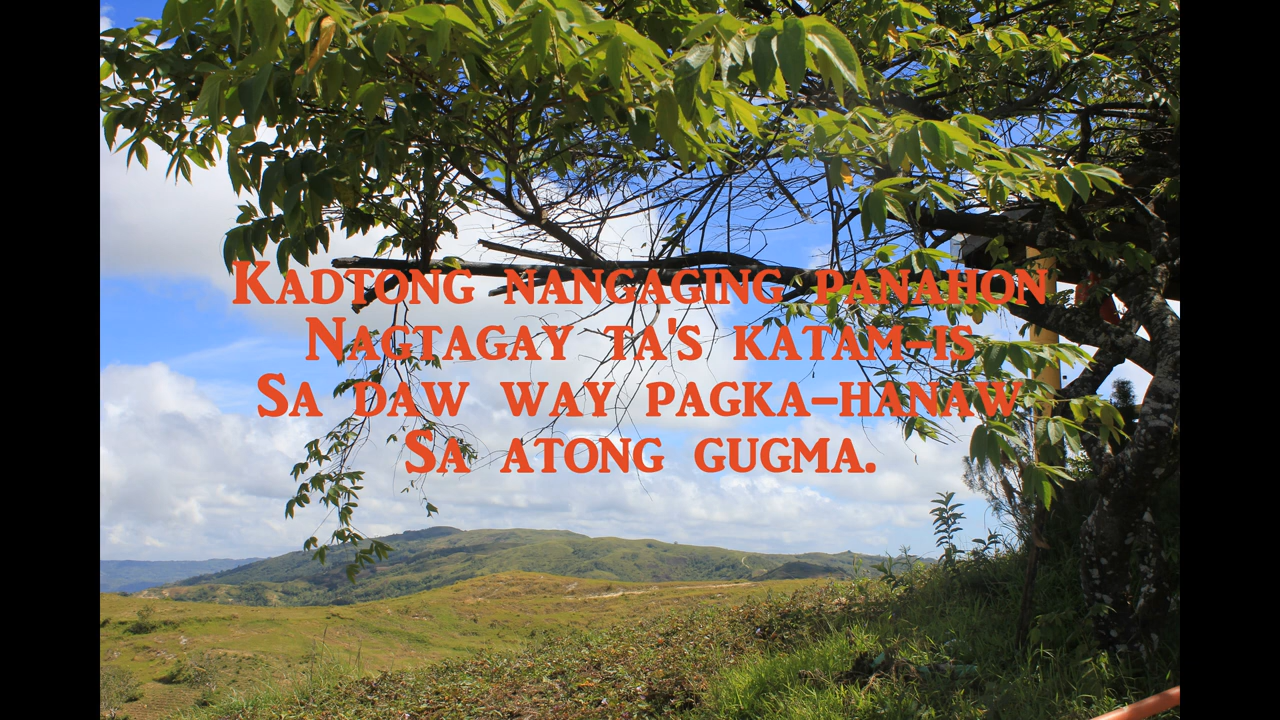 Kadtong nangaging panahon
Nagtagay ta's katam-is
Sa daw way pagka-hanaw
Sa atong gugma.